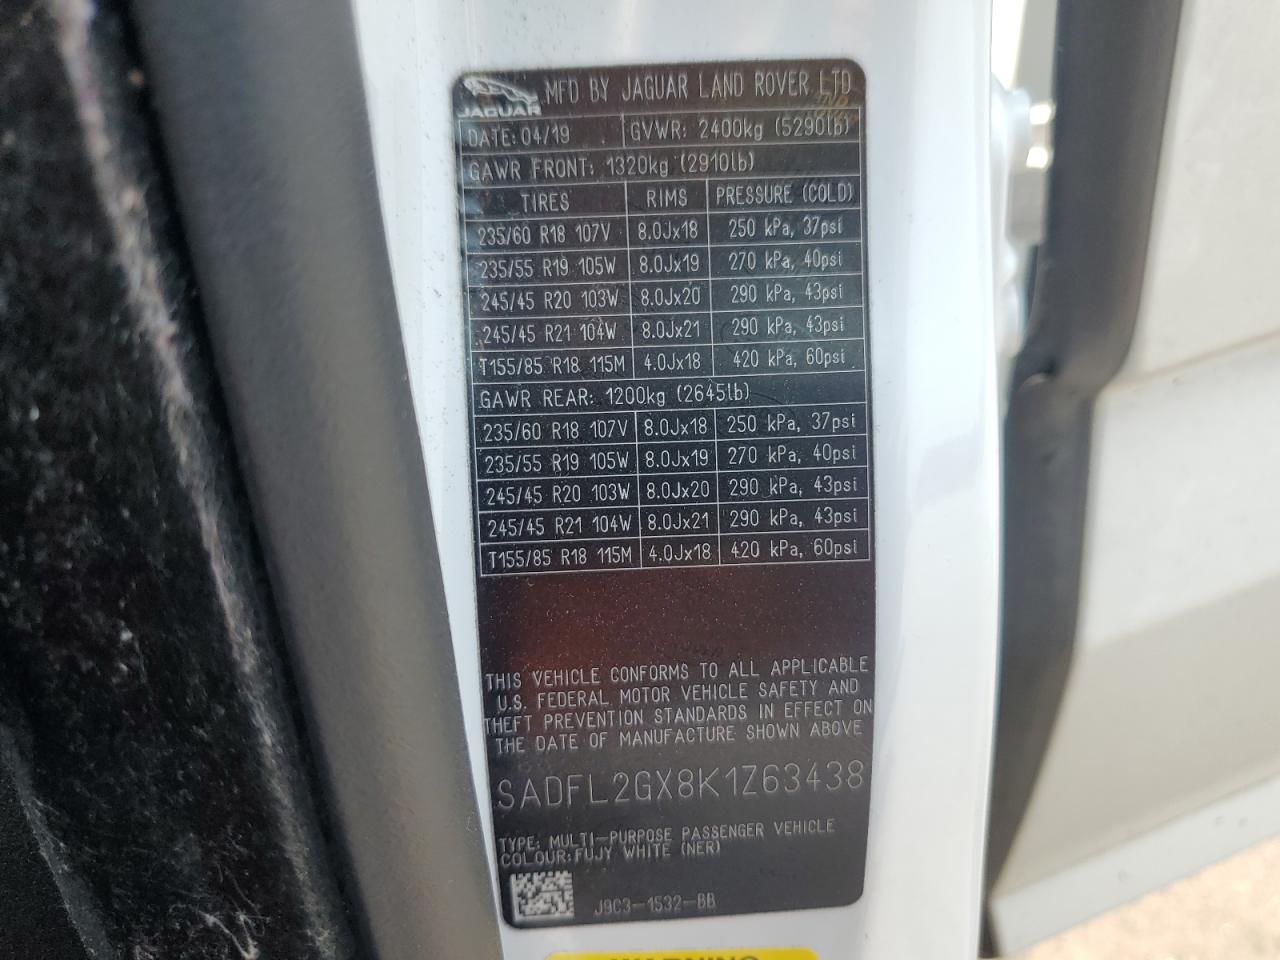 JAGUAR MFD BY JAGUAR LAND ROVER LTD
DATE: 04/19 GVWR: 2400kg (5290lb)
GAWR FRONT: 1320kg (2910lb)
TIRES RIMS PRESSURE (COLD)
235/60 R18 107V 8.0Jx18 250 kPa, 37psi
235/55 R19 105W 8.0Jx19 270 kPa, 40psi
245/45 R20 103W 8.0Jx20 290 kPa, 43psi
245/45 R21 104W 8.0Jx21 290 kPa, 43psi
T155/85 R18 115M 4.0Jx18 420 kPa, 60psi
GAWR REAR: 1200kg (2645lb)
235/60 R18 107V 8.0Jx18 250 kPa, 37psi
235/55 R19 105W 8.0Jx19 270 kPa, 40psi
245/45 R20 103W 8.0Jx20 290 kPa, 43psi
245/45 R21 104W 8.0Jx21 290 kPa, 43psi
T155/85 R18 115M 4.0Jx18 420 kPa, 60psi
THIS VEHICLE CONFORMS TO ALL APPLICABLE
U.S. FEDERAL MOTOR VEHICLE SAFETY AND
THEFT PREVENTION STANDARDS IN EFFECT ON
THE DATE OF MANUFACTURE SHOWN ABOVE
SADFL2GX8K1Z63438
TYPE: MULTI-PURPOSE PASSENGER VEHICLE
COLOUR:FUJY WHITE (NER)
J9C3-1532-BB
WARNING